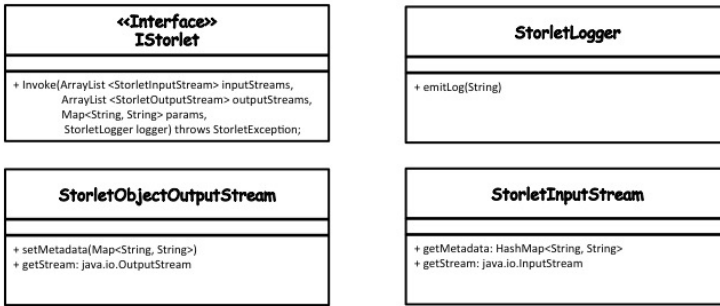 «Interface»
IStorlet
+ Invoke(ArrayList <StorletInputStream> inputStreams,
ArrayList <StorletOutputStream> outputStreams,
Map<String, String> params,
StorletLogger logger) throws StorletException;
StorletLogger
+ emitLog(String)
StorletObjectOutputStream
+ setMetadata(Map<String, String>)
+ getStream: java.io.OutputStream
StorletInputStream
+ getMetadata: HashMap<String, String>
+ getStream: java.io.InputStream